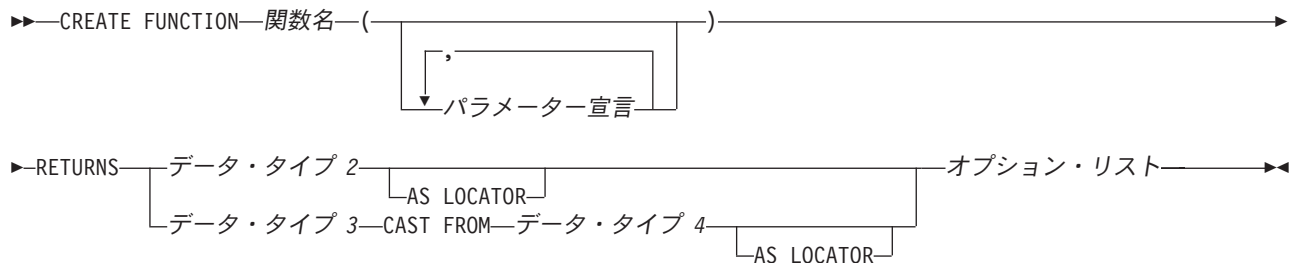 CREATE FUNCTION 関数名 ( )
,
パラメーター宣言
RETURNS データ・タイプ 2 オプション・リスト
AS LOCATOR
データ・タイプ 3 CAST FROM データ・タイプ 4
AS LOCATOR